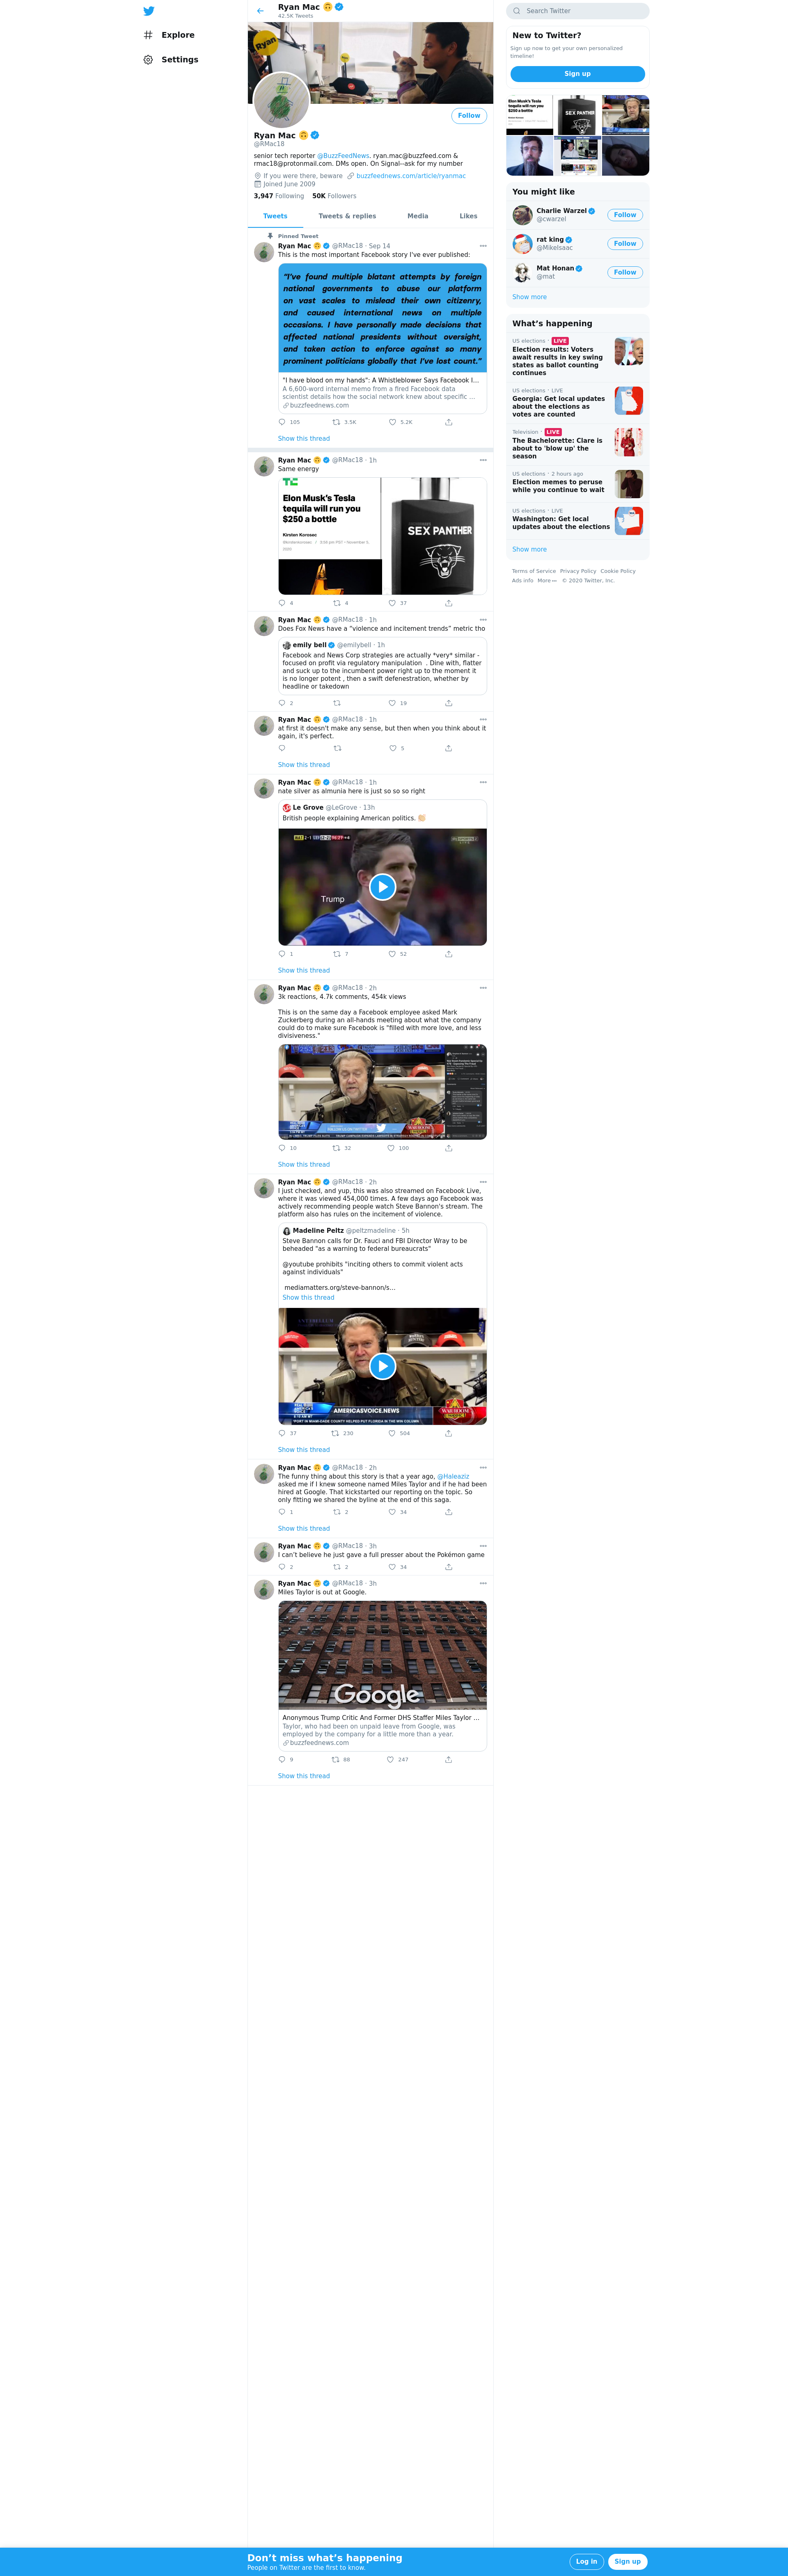 Explore
Settings
Ryan Mac 🙃
42.5K Tweets
Ryan
Follow
Ryan Mac 🙃
@RMac18
senior tech reporter @BuzzFeedNews. ryan.mac@buzzfeed.com &
rmac18@protonmail.com. DMs open. On Signal--ask for my number
If you were there, beware buzzfeednews.com/article/ryanmac
Joined June 2009
3,947 Following 50K Followers
Tweets Tweets & replies Media Likes
Pinned Tweet
Ryan Mac 🙃 @RMac18 · Sep 14
This is the most important Facebook story I've ever published:
"I've found multiple blatant attempts by foreign
national governments to abuse our platform
on vast scales to mislead their own citizenry,
and caused international news on multiple
occasions. I have personally made decisions that
affected national presidents without oversight,
and taken action to enforce against so many
prominent politicians globally that I've lost count."
"I have blood on my hands": A Whistleblower Says Facebook I...
A 6,600-word internal memo from a fired Facebook data
scientist details how the social network knew about specific ...
buzzfeednews.com
105 3.5K 5.2K
Show this thread
Ryan Mac 🙃 @RMac18 · 1h
Same energy
Elon Musk's Tesla
tequila will run you
$250 a bottle
Kirsten Korosec
SEX PANTHER
4 4 37
Ryan Mac 🙃 @RMac18 · 1h
Does Fox News have a "violence and incitement trends" metric tho
emily bell @emilybell · 1h
Facebook and News Corp strategies are actually *very* similar -
focused on profit via regulatory manipulation . Dine with, flatter
and suck up to the incumbent power right up to the moment it
is no longer potent , then a swift defenestration, whether by
headline or takedown
2 19
Ryan Mac 🙃 @RMac18 · 1h
at first it doesn't make any sense, but then when you think about it
again, it's perfect.
5
Show this thread
Ryan Mac 🙃 @RMac18 · 1h
nate silver as almunia here is just so so so right
Le Grove @LeGrove · 13h
British people explaining American politics. 👏🏻
Trump
1 7 52
Show this thread
Ryan Mac 🙃 @RMac18 · 2h
3k reactions, 4.7k comments, 454k views
This is on the same day a Facebook employee asked Mark
Zuckerberg during an all-hands meeting about what the company
could do to make sure Facebook is "filled with more love, and less
divisiveness."
10 32 100
Show this thread
Ryan Mac 🙃 @RMac18 · 2h
I just checked, and yup, this was also streamed on Facebook Live,
where it was viewed 454,000 times. A few days ago Facebook was
actively recommending people watch Steve Bannon's stream. The
platform also has rules on the incitement of violence.
Madeline Peltz @peltzmadeline · 5h
Steve Bannon calls for Dr. Fauci and FBI Director Wray to be
beheaded "as a warning to federal bureaucrats"
@youtube prohibits "inciting others to commit violent acts
against individuals"
mediamatters.org/steve-bannon/s...
Show this thread
AMERICASVOICE.NEWS
37 230 504
Show this thread
Ryan Mac 🙃 @RMac18 · 2h
The funny thing about this story is that a year ago, @Haleaziz
asked me if I knew someone named Miles Taylor and if he had been
hired at Google. That kickstarted our reporting on the topic. So
only fitting we shared the byline at the end of this saga.
1 2 34
Show this thread
Ryan Mac 🙃 @RMac18 · 3h
I can't believe he just gave a full presser about the Pokémon game
2 2 34
Ryan Mac 🙃 @RMac18 · 3h
Miles Taylor is out at Google.
Google
Anonymous Trump Critic And Former DHS Staffer Miles Taylor ...
Taylor, who had been on unpaid leave from Google, was
employed by the company for a little more than a year.
buzzfeednews.com
9 88 247
Show this thread
Search Twitter
New to Twitter?
Sign up now to get your own personalized
timeline!
Sign up
Elon Musk's Tesla
tequila will run you
$250 a bottle
SEX PANTHER
You might like
Charlie Warzel
@cwarzel
Follow
rat king
@MikeIsaac
Follow
Mat Honan
@mat
Follow
Show more
What's happening
US elections · LIVE
Election results: Voters
await results in key swing
states as ballot counting
continues
US elections · LIVE
Georgia: Get local updates
about the elections as
votes are counted
Television · LIVE
The Bachelorette: Clare is
about to 'blow up' the
season
US elections · 2 hours ago
Election memes to peruse
while you continue to wait
US elections · LIVE
Washington: Get local
updates about the elections
Show more
Terms of Service Privacy Policy Cookie Policy
Ads info More ••• © 2020 Twitter, Inc.
Don't miss what's happening
People on Twitter are the first to know.
Log in Sign up